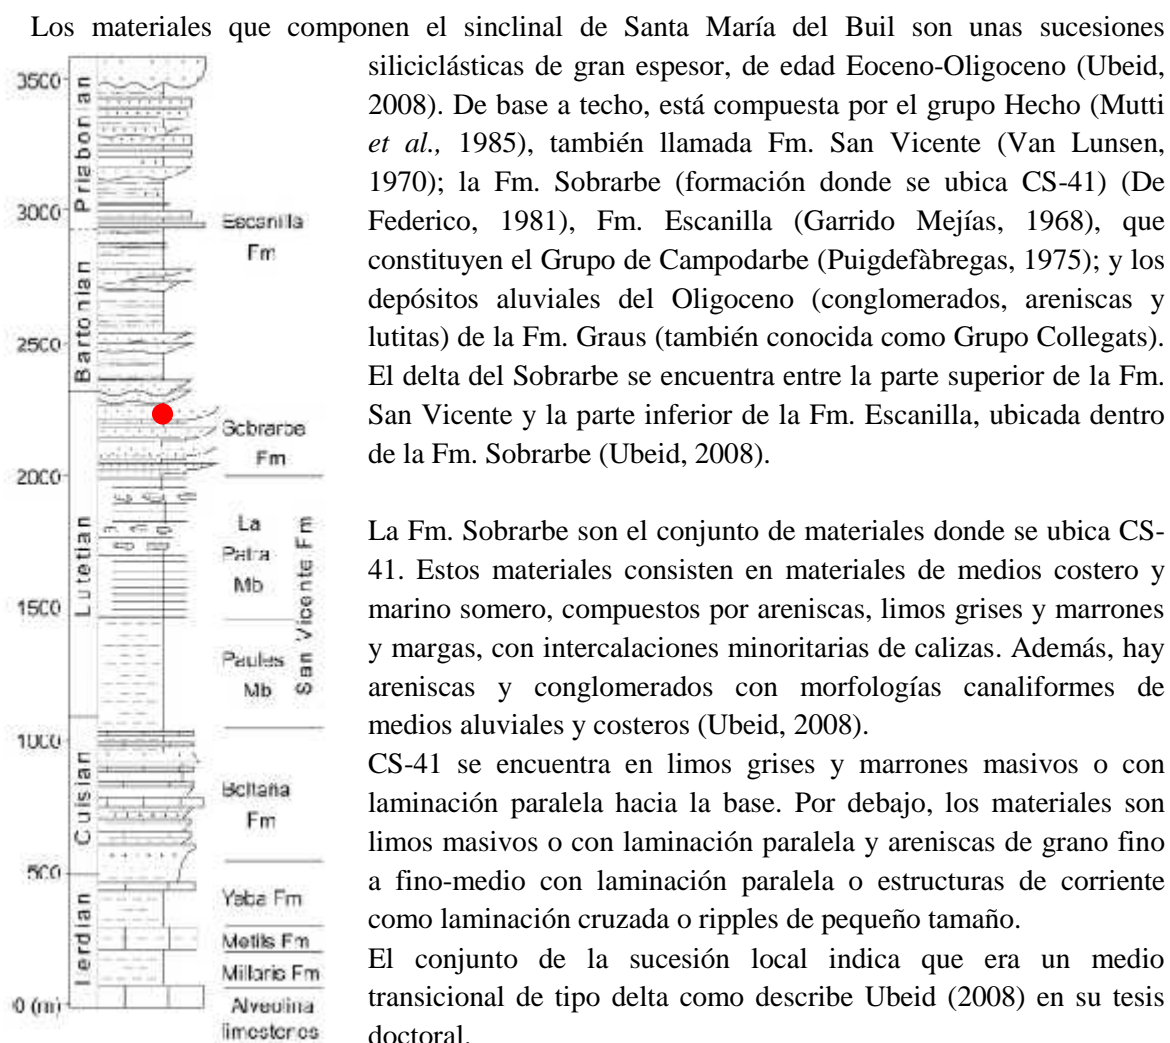 Los materiales que componen el sinclinal de Santa María del Buil son unas sucesiones
siliciclásticas de gran espesor, de edad Eoceno-Oligoceno (Ubeid,
2008). De base a techo, está compuesta por el grupo Hecho (Mutti
et al., 1985), también llamada Fm. San Vicente (Van Lunsen,
1970); la Fm. Sobrarbe (formación donde se ubica CS-41) (De
Federico, 1981), Fm. Escanilla (Garrido Mejías, 1968), que
constituyen el Grupo de Campodarbe (Puigdefàbregas, 1975); y los
depósitos aluviales del Oligoceno (conglomerados, areniscas y
lutitas) de la Fm. Graus (también conocida como Grupo Collegats).
El delta del Sobrarbe se encuentra entre la parte superior de la Fm.
San Vicente y la parte inferior de la Fm. Escanilla, ubicada dentro
de la Fm. Sobrarbe (Ubeid, 2008).
La Fm. Sobrarbe son el conjunto de materiales donde se ubica CS-
41. Estos materiales consisten en materiales de medios costero y
marino somero, compuestos por areniscas, limos grises y marrones
y margas, con intercalaciones minoritarias de calizas. Además, hay
areniscas y conglomerados con morfologías canaliformes de
medios aluviales y costeros (Ubeid, 2008).
CS-41 se encuentra en limos grises y marrones masivos o con
laminación paralela hacia la base. Por debajo, los materiales son
limos masivos o con laminación paralela y areniscas de grano fino
a fino-medio con laminación paralela o estructuras de corriente
como laminación cruzada o ripples de pequeño tamaño.
El conjunto de la sucesión local indica que era un medio
transicional de tipo delta como describe Ubeid (2008) en su tesis
doctoral.
3500
3000
2500
2000
1500
1000
500
0 (m)
Priabonian
Bartonian
Lutetian
Cuisian
Ilerdian
Escanilla
Fm
Sobrarbe
Fm
La
Patra
Mb
Paules
Mb
San Vicente Fm
Boltaña
Fm
Yeba Fm
Metils Fm
Millaris Fm
Alveolina
limestones